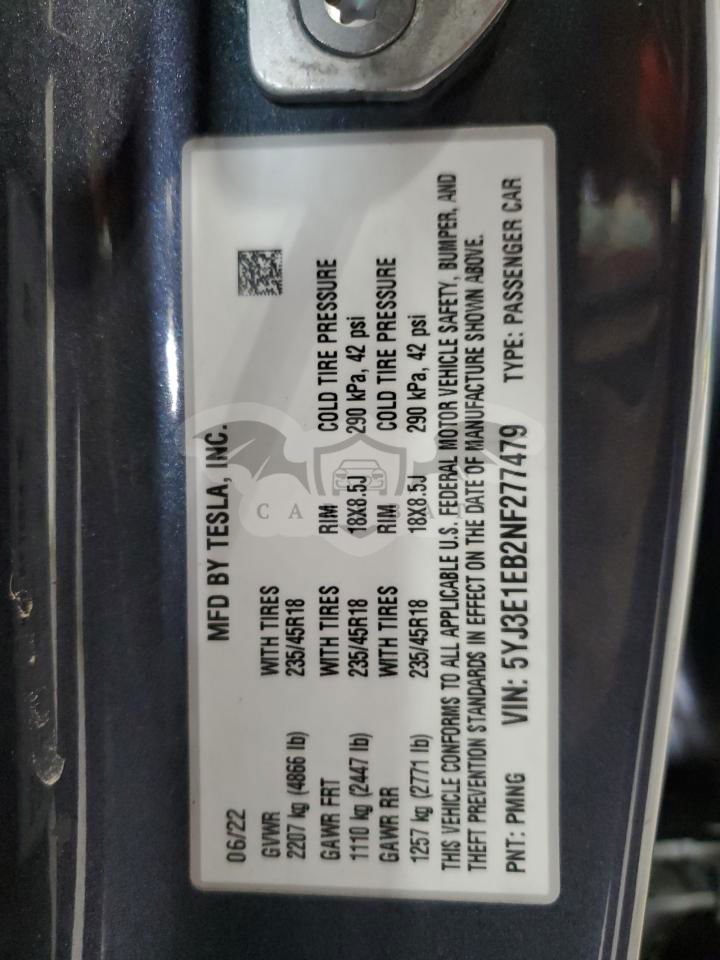 06/22 MFD BY TESLA, INC.
GVWR WITH TIRES
2207 kg (4866 lb) 235/45R18
GAWR FRT WITH TIRES RIM COLD TIRE PRESSURE
1110 kg (2447 lb) 235/45R18 18X8.5J 290 kPa, 42 psi
GAWR RR WITH TIRES RIM COLD TIRE PRESSURE
1257 kg (2771 lb) 235/45R18 18X8.5J 290 kPa, 42 psi
THIS VEHICLE CONFORMS TO ALL APPLICABLE U.S. FEDERAL MOTOR VEHICLE SAFETY, BUMPER, AND
THEFT PREVENTION STANDARDS IN EFFECT ON THE DATE OF MANUFACTURE SHOWN ABOVE.
PNT: PMNG VIN: 5YJ3E1EB2NF277479 TYPE: PASSENGER CAR